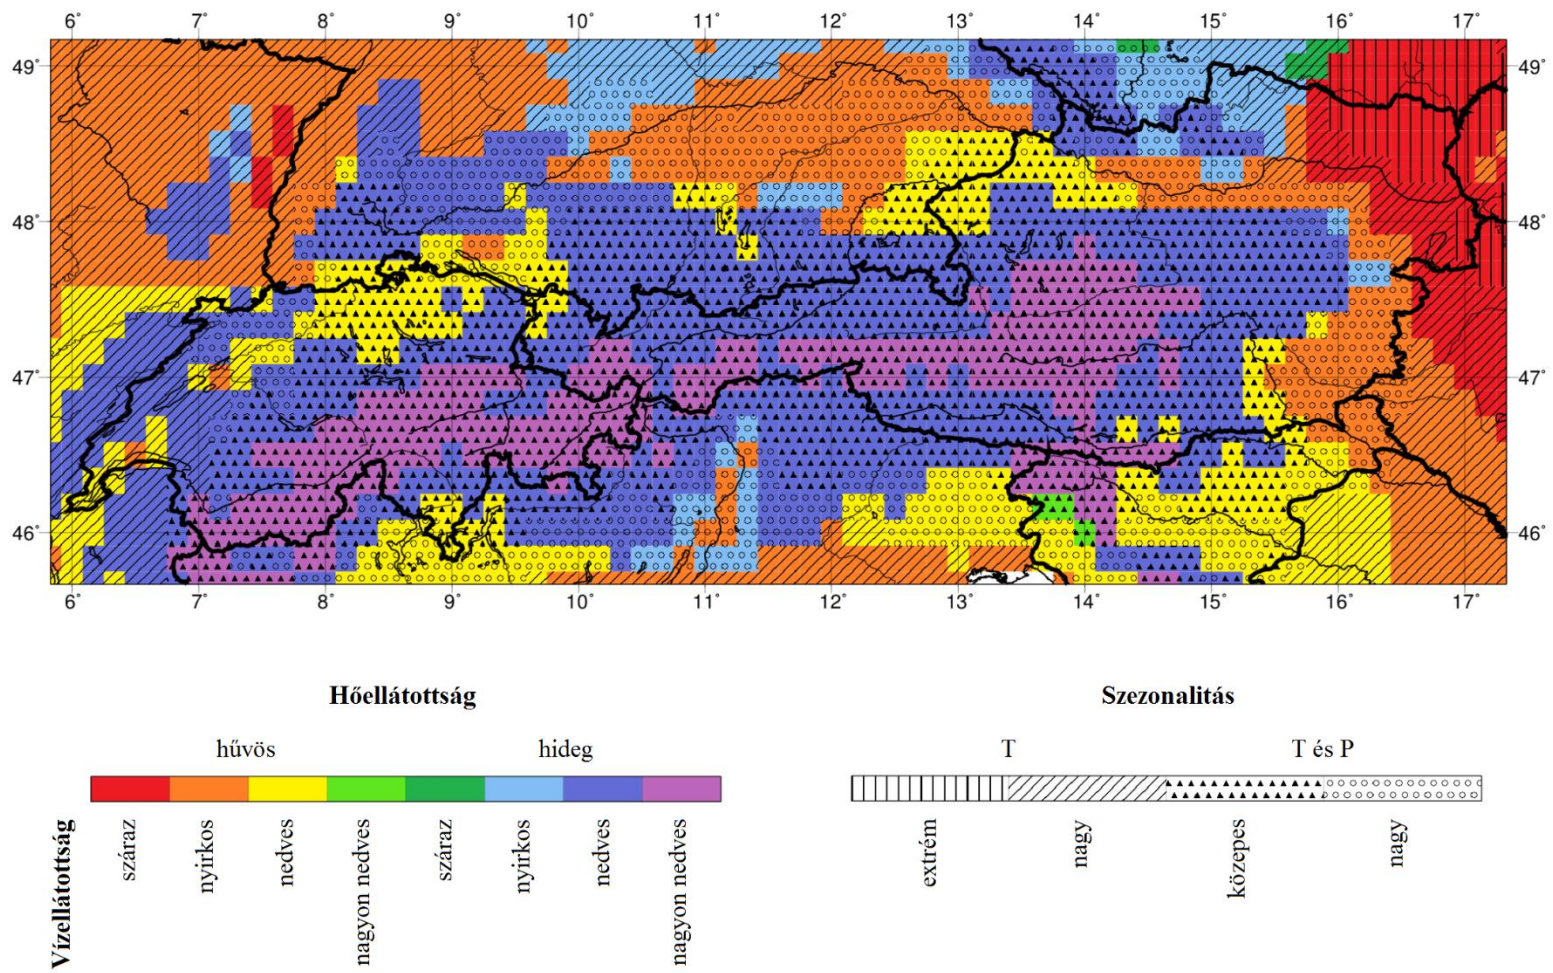 6° 7° 8° 9° 10° 11° 12° 13° 14° 15° 16° 17°
49° 49°
48° 48°
47° 47°
46° 46°
6° 7° 8° 9° 10° 11° 12° 13° 14° 15° 16° 17°
Hőellátottság
hűvös hideg
Vízellátottság
száraz
nyirkos
nedves
nagyon nedves
száraz
nyirkos
nedves
nagyon nedves
Szezonalitás
T T és P
extrém
nagy
közepes
nagy